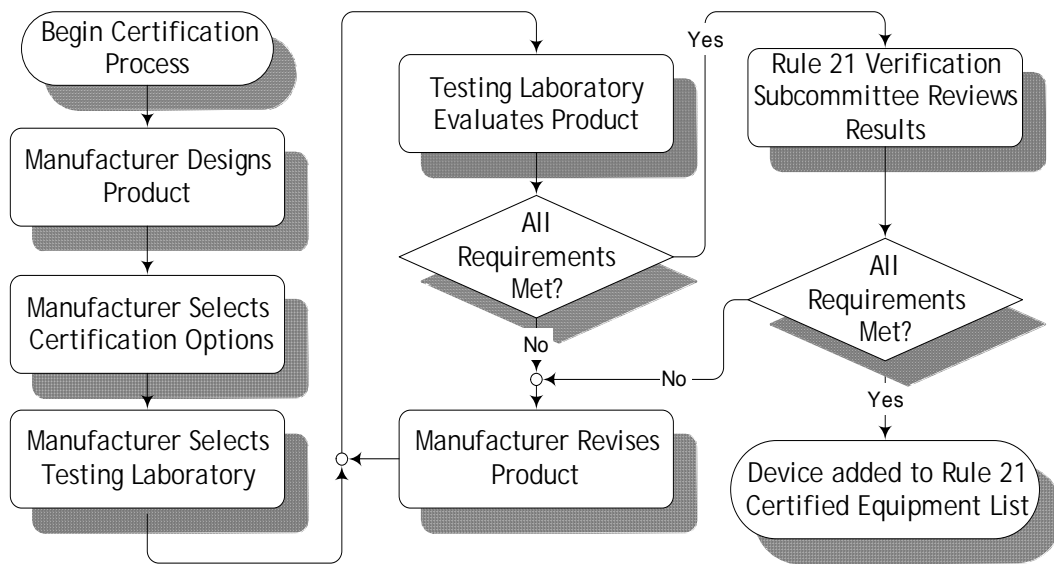 Begin Certification
Process
Manufacturer Designs
Product
Manufacturer Selects
Certification Options
Manufacturer Selects
Testing Laboratory
Testing Laboratory
Evaluates Product
All
Requirements
Met?
No
Manufacturer Revises
Product
Yes
Rule 21 Verification
Subcommittee Reviews
Results
All
Requirements
Met?
No
Yes
Device added to Rule 21
Certified Equipment List